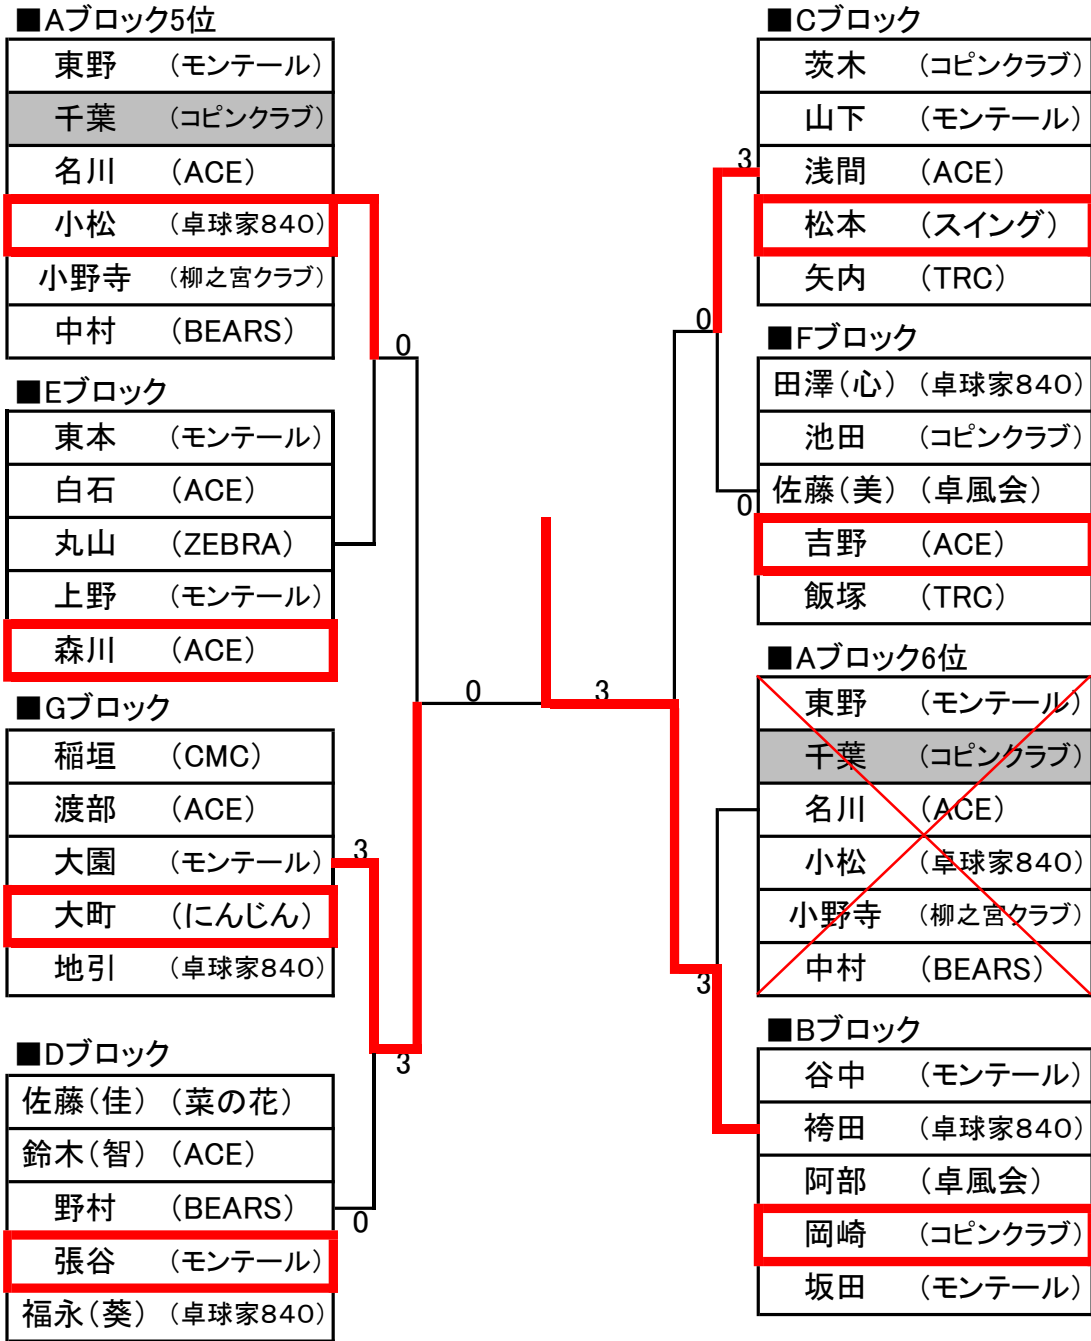 ■Aブロック5位
東野 (モンテール)
千葉 (コピンクラブ)
名川 (ACE)
小松 (卓球家840)
小野寺 (柳之宮クラブ)
中村 (BEARS)
0
■Eブロック
東本 (モンテール)
白石 (ACE)
丸山 (ZEBRA)
上野 (モンテール)
森川 (ACE)
■Gブロック
稲垣 (CMC)
渡部 (ACE)
大園 (モンテール)
3
大町 (にんじん)
地引 (卓球家840)
3
■Dブロック
佐藤(佳) (菜の花)
鈴木(智) (ACE)
野村 (BEARS)
0
張谷 (モンテール)
福永(葵) (卓球家840)
0
3
■Cブロック
茨木 (コピンクラブ)
山下 (モンテール)
3
浅間 (ACE)
松本 (スイング)
矢内 (TRC)
0
■Fブロック
田澤(心) (卓球家840)
池田 (コピンクラブ)
佐藤(美) (卓風会)
0
吉野 (ACE)
飯塚 (TRC)
■Aブロック6位
東野 (モンテール)
千葉 (コピンクラブ)
名川 (ACE)
小松 (卓球家840)
小野寺 (柳之宮クラブ)
中村 (BEARS)
3
■Bブロック
谷中 (モンテール)
袴田 (卓球家840)
阿部 (卓風会)
岡崎 (コピンクラブ)
坂田 (モンテール)